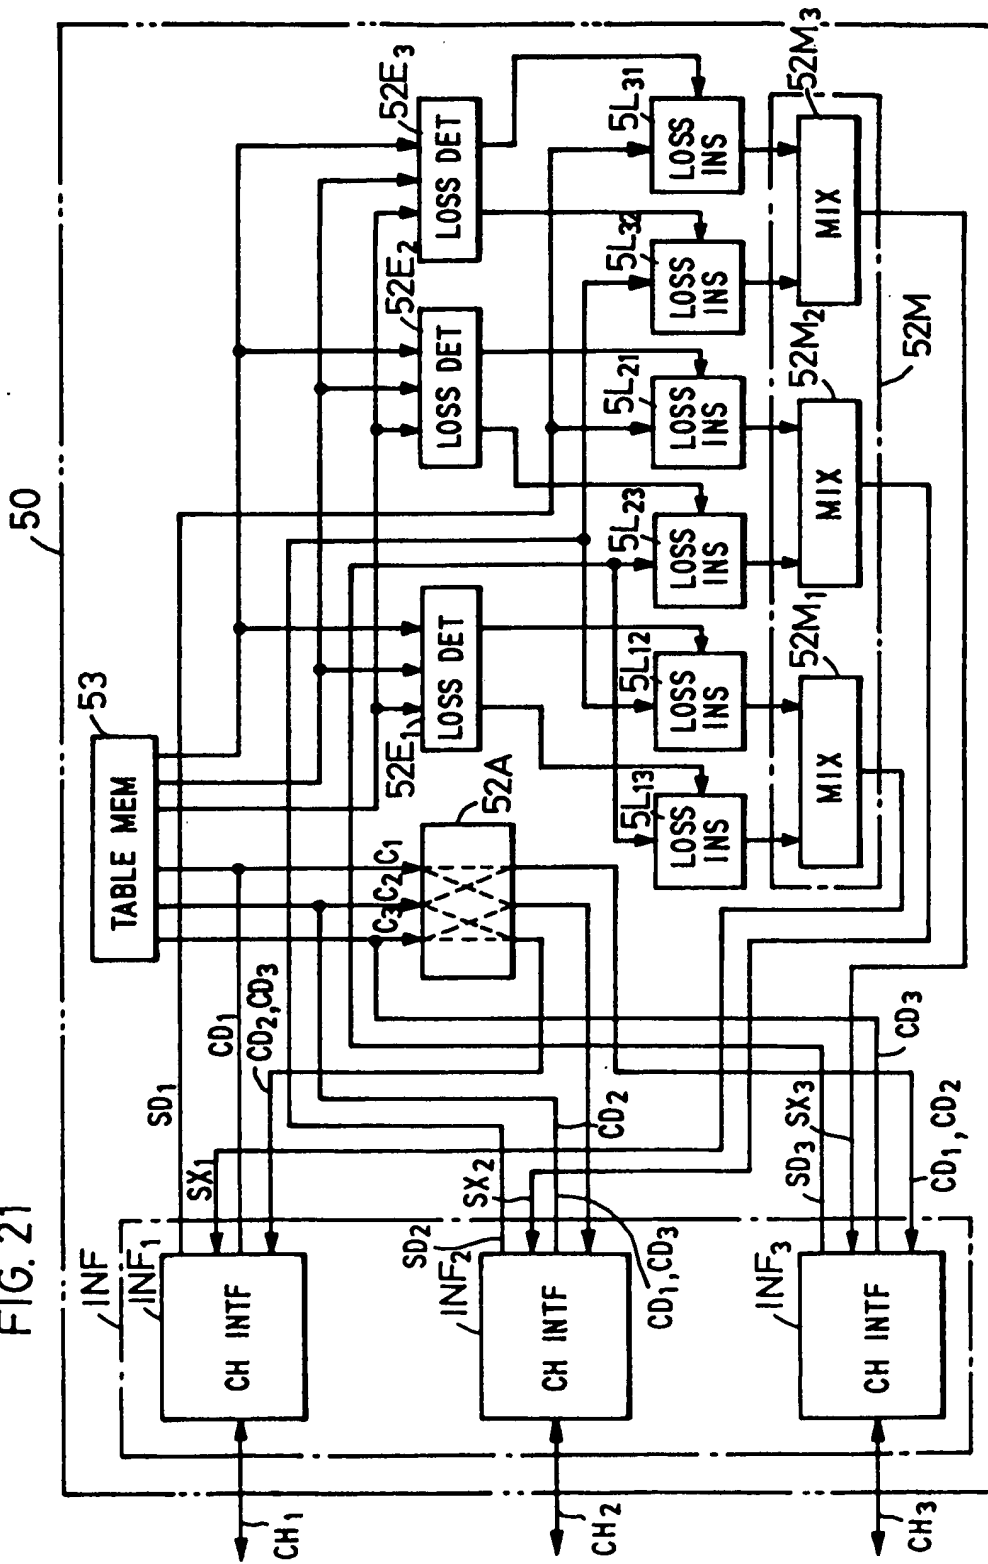 FIG. 21
50
INF
INF1
CH INTF
CH1
SD1
SX1
CD1
CD2,CD3
INF2
CH INTF
CH2
SD2
SX2
CD2
CD1,CD3
INF3
CH INTF
CH3
SD3
SX3
CD3
CD1,CD2
53
TABLE MEM
C1
C2
C3
52A
52E1
LOSS DET
52E2
LOSS DET
52E3
LOSS DET
5L13
LOSS
INS
5L12
LOSS
INS
5L23
LOSS
INS
5L21
LOSS
INS
5L32
LOSS
INS
5L31
LOSS
INS
52M1
MIX
52M2
MIX
52M3
MIX
52M